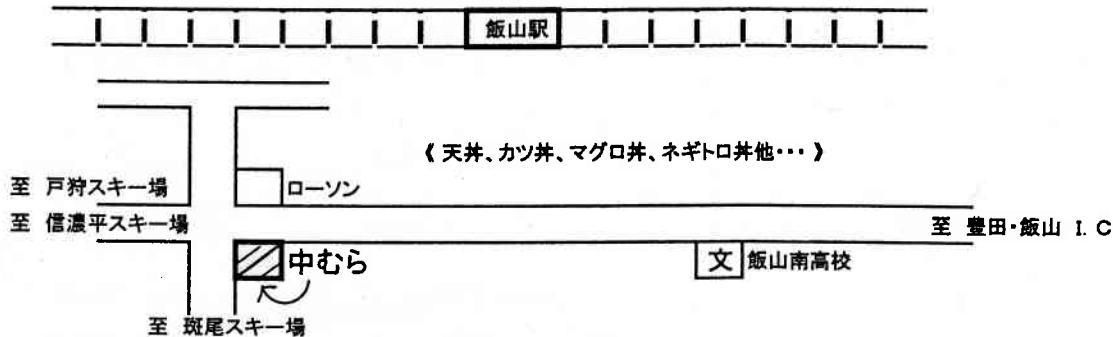 飯山駅
《 天丼、カツ丼、マグロ丼、ネギトロ丼他・・・ 》
至 戸狩スキー場
ローソン
至 信濃平スキー場
至 豊田・飯山 I. C
中むら
文 飯山南高校
至 斑尾スキー場